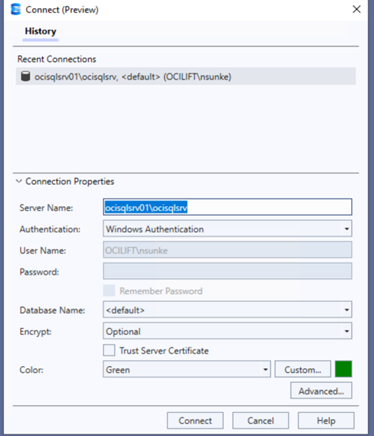 Connect (Preview)
History
Recent Connections
ocisqlsrv01\ocisqlsrv, <default> (OCILIFT\nsunke)
Connection Properties
Server Name: ocisqlsrv01\ocisqlsrv
Authentication: Windows Authentication
User Name: OCILIFT\nsunke
Password:
Remember Password
Database Name: <default>
Encrypt: Optional
Trust Server Certificate
Color: Green Custom...
Advanced...
Connect Cancel Help